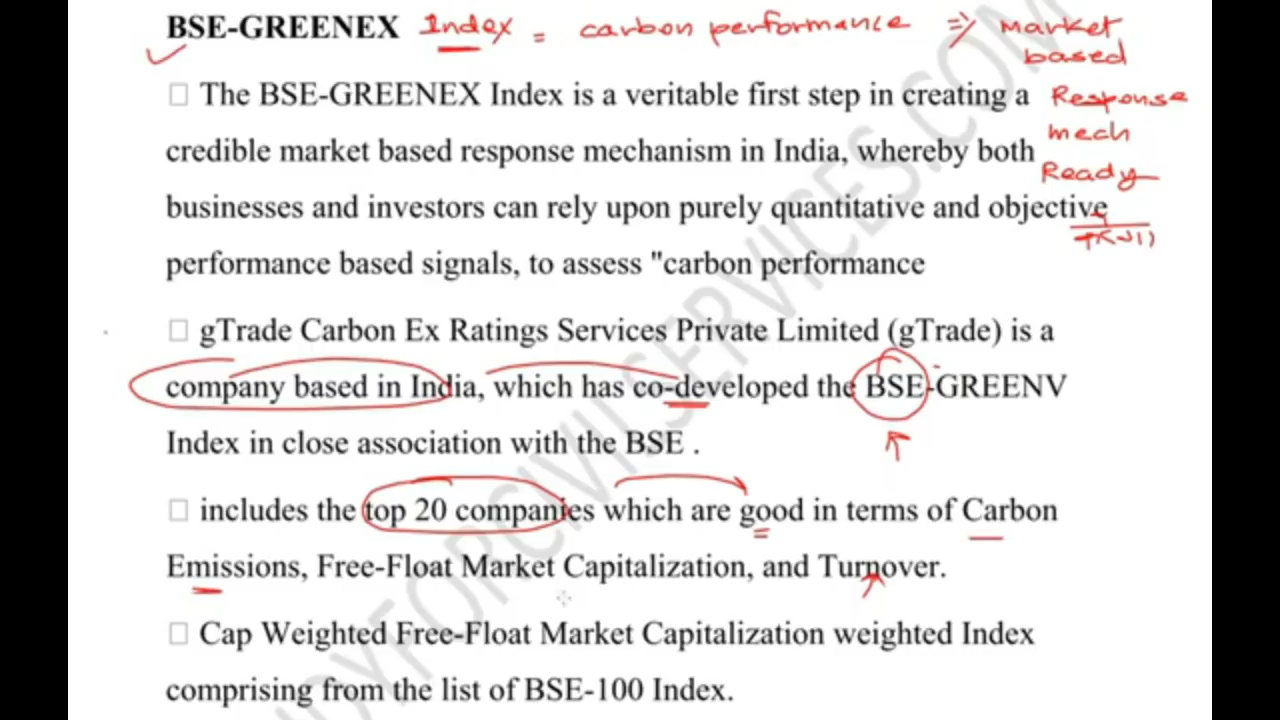 BSE-GREENEX Index = carbon performance => market
based
The BSE-GREENEX Index is a veritable first step in creating a Response
credible market based response mechanism in India, whereby both mech
Ready
businesses and investors can rely upon purely quantitative and objective
performance based signals, to assess "carbon performance
gTrade Carbon Ex Ratings Services Private Limited (gTrade) is a
company based in India, which has co-developed the BSE-GREENV
Index in close association with the BSE .
includes the top 20 companies which are good in terms of Carbon
Emissions, Free-Float Market Capitalization, and Turnover.
Cap Weighted Free-Float Market Capitalization weighted Index
comprising from the list of BSE-100 Index.